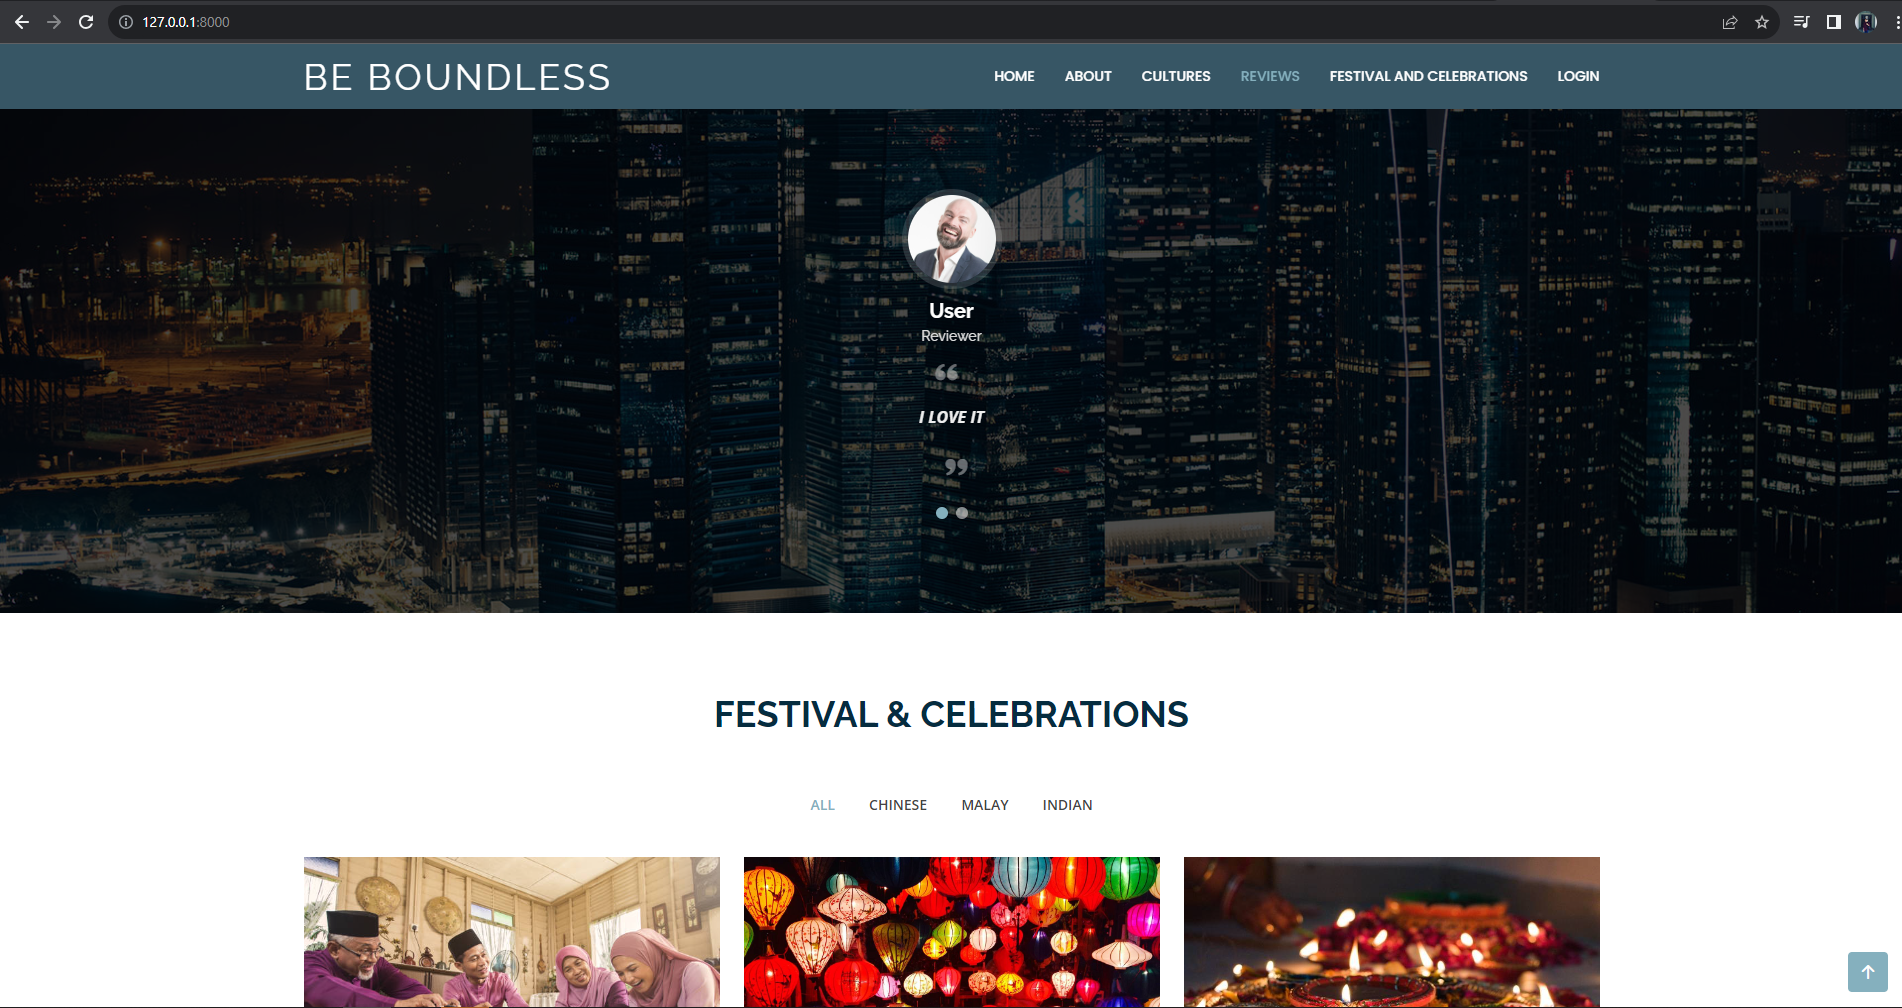 127.0.0.1:8000
BE BOUNDLESS
HOME ABOUT CULTURES REVIEWS FESTIVAL AND CELEBRATIONS LOGIN
User
Reviewer
“
I LOVE IT
”
FESTIVAL & CELEBRATIONS
ALL CHINESE MALAY INDIAN